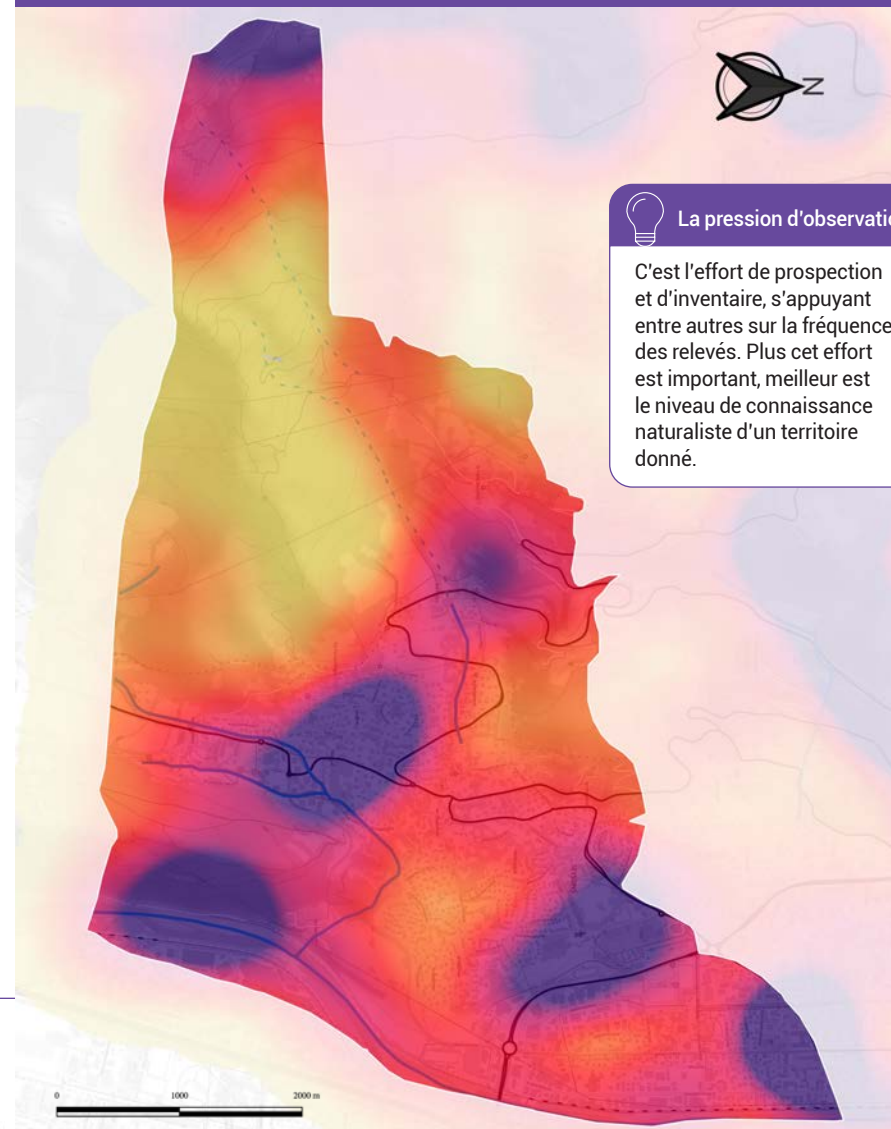 N
La pression d'observatio
C'est l'effort de prospection
et d'inventaire, s'appuyant
entre autres sur la fréquence
des relevés. Plus cet effort
est important, meilleur est
le niveau de connaissance
naturaliste d'un territoire
donné.
0 1000 2000 m